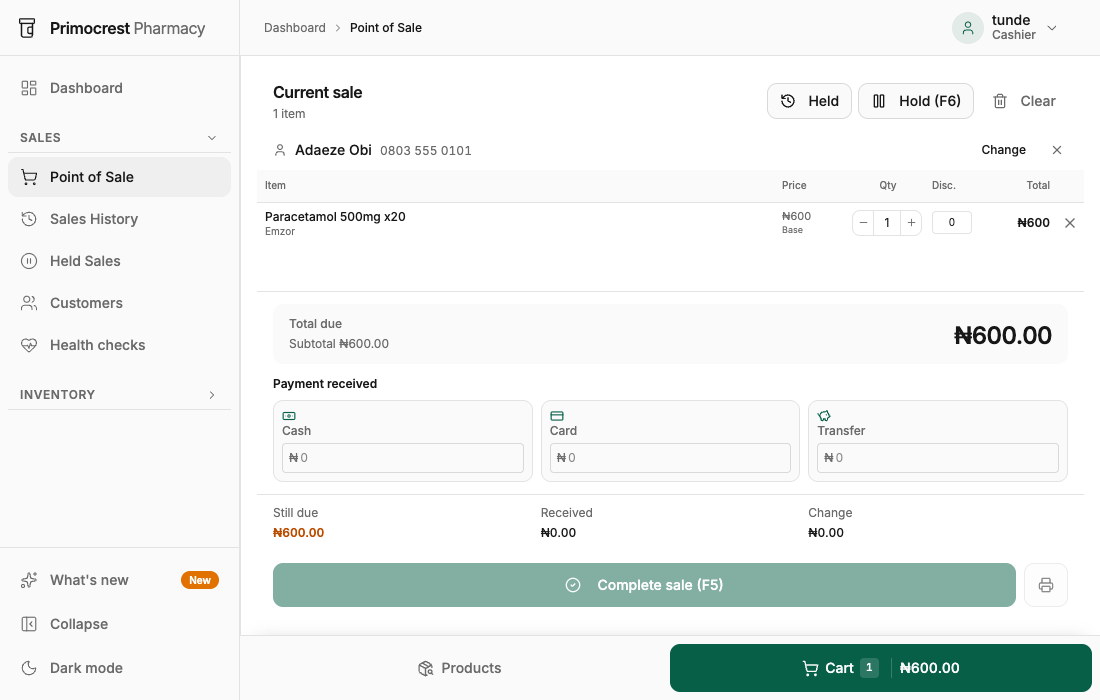 Primocrest Pharmacy
Dashboard
Point of Sale
tunde
Cashier
Dashboard
SALES
Point of Sale
Sales History
Held Sales
Customers
Health checks
INVENTORY
What's new
New
Collapse
Dark mode
Current sale
1 item
Held
Hold (F6)
Clear
Adaeze Obi 0803 555 0101
Change
Item Price Qty Disc. Total
Paracetamol 500mg x20
Emzor
₦600
Base
− 1 +
0
₦600
Total due
Subtotal ₦600.00
₦600.00
Payment received
Cash
₦ 0
Card
₦ 0
Transfer
₦ 0
Still due
₦600.00
Received
₦0.00
Change
₦0.00
Complete sale (F5)
Products
Cart 1 ₦600.00